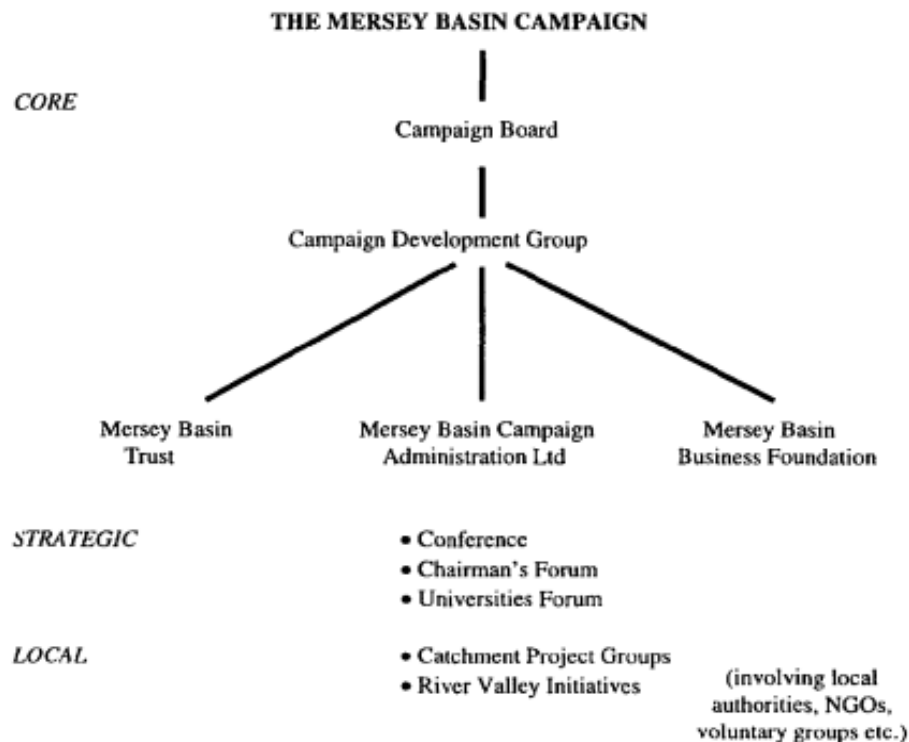 THE MERSEY BASIN CAMPAIGN
CORE
Campaign Board
Campaign Development Group
Mersey Basin
Trust
Mersey Basin Campaign
Administration Ltd
Mersey Basin
Business Foundation
STRATEGIC
• Conference
• Chairman's Forum
• Universities Forum
LOCAL
• Catchment Project Groups
• River Valley Initiatives
(involving local
authorities, NGOs,
voluntary groups etc.)